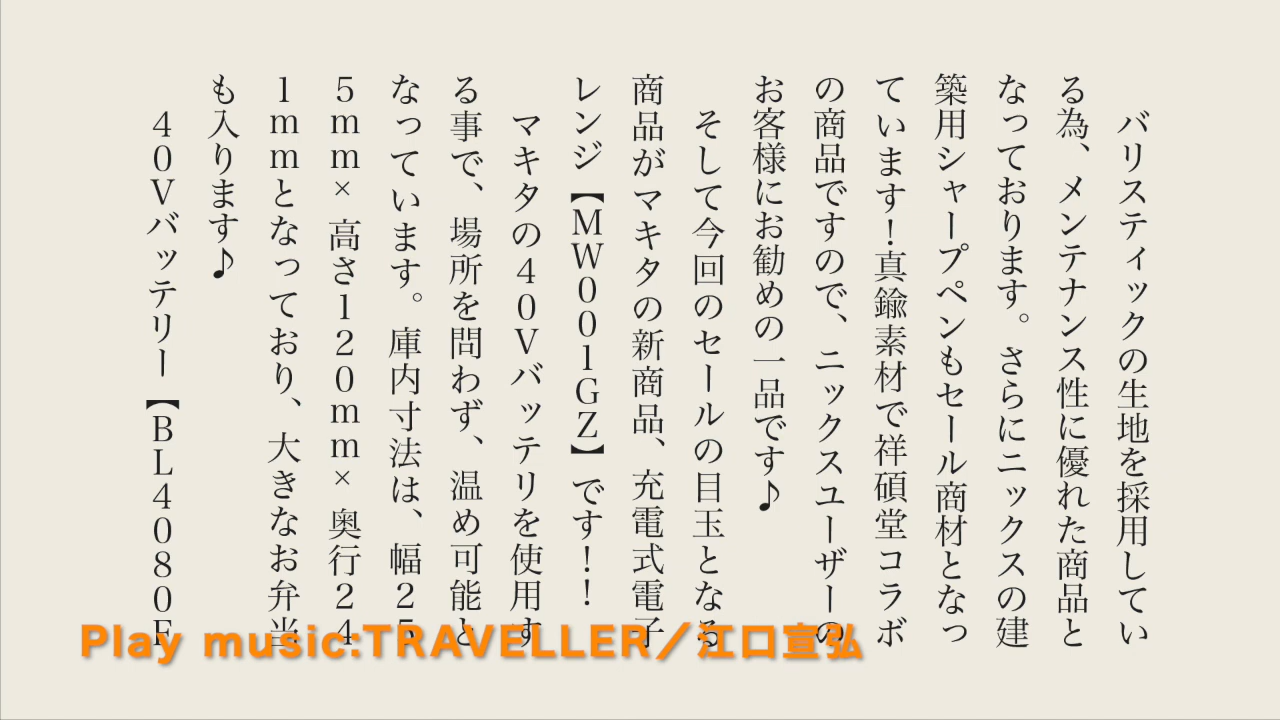 バリスティックの生地を採用してい
る為、メンテナンス性に優れた商品と
なっております。さらにニックスの建
築用シャープペンもセール商材となっ
ています！真鍮素材で祥碩堂コラボ
の商品ですので、ニックスユーザーの
お客様にお勧めの一品です♪
そして今回のセールの目玉となる
商品がマキタの新商品、充電式電子
レンジ【MW001GZ】です！！
マキタの40Vバッテリを使用す
る事で、場所を問わず、温め可能と
なっています。庫内寸法は、幅25
5mm×高さ120mm×奥行24
1mmとなっており、大きなお弁当
も入ります♪
40Vバッテリー【BL4080F
Play music:TRAVELLER／江口宣弘